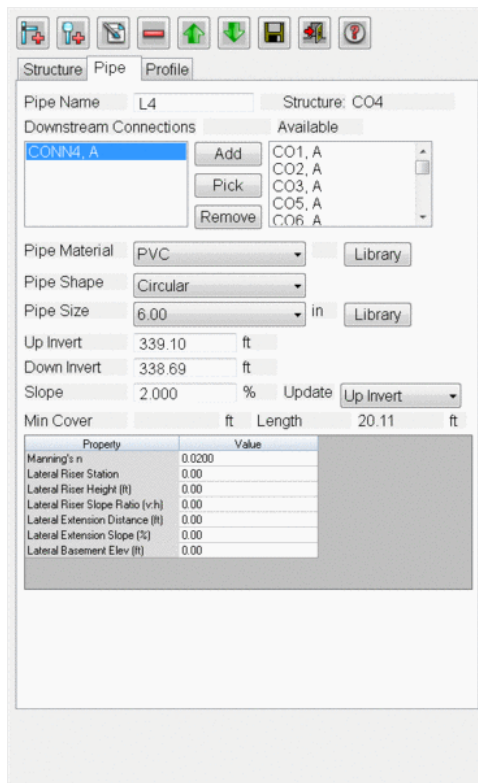 Structure Pipe Profile
Pipe Name L4 Structure: CO4
Downstream Connections Available
CONN4, A Add CO1, A
CO2, A
Pick CO3, A
CO5, A
Remove CO6, A
Pipe Material PVC Library
Pipe Shape Circular
Pipe Size 6.00 in Library
Up Invert 339.10 ft
Down Invert 338.69 ft
Slope 2.000 % Update Up Invert
Min Cover ft Length 20.11 ft
Property Value
Manning's n 0.0200
Lateral Riser Station 0.00
Lateral Riser Height (ft) 0.00
Lateral Riser Slope Ratio (v:h) 0.00
Lateral Extension Distance (ft) 0.00
Lateral Extension Slope (%) 0.00
Lateral Basement Elev (ft) 0.00